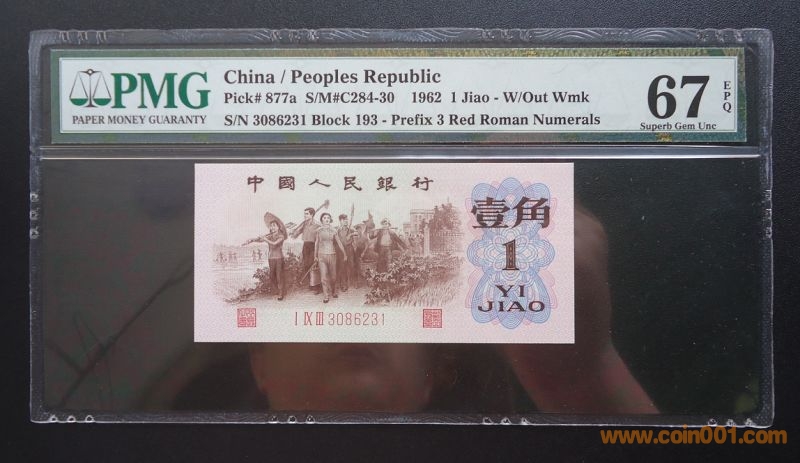 PMG
PAPER MONEY GUARANTY
China / Peoples Republic
Pick# 877a S/M#C284-30 1962 1 Jiao - W/Out Wmk
S/N 3086231 Block 193 - Prefix 3 Red Roman Numerals
67 EPQ
Superb Gem Unc
中國人民銀行
壹角
1
YI
JIAO
I IX III 3086231
www.coin001.com